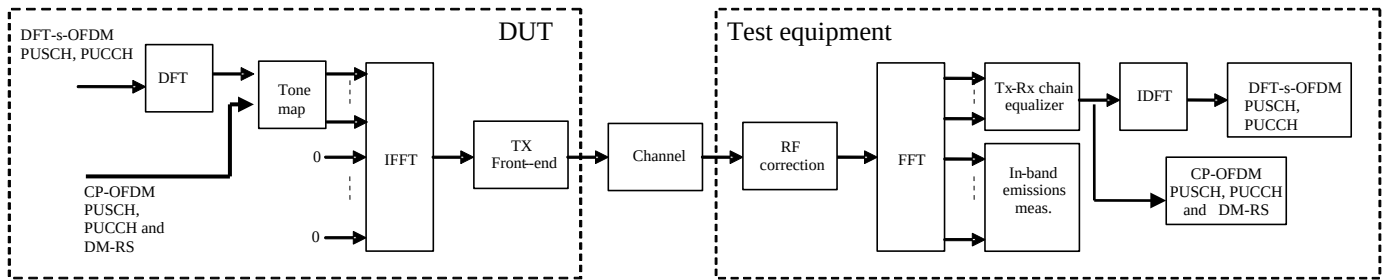 DUT
Test equipment
DFT-s-OFDM
PUSCH, PUCCH
DFT
Tone
map
0
0
CP-OFDM
PUSCH,
PUCCH and
DM-RS
IFFT
TX
Front-end
Channel
RF
correction
FFT
Tx-Rx chain
equalizer
In-band
emissions
meas.
IDFT
DFT-s-OFDM
PUSCH,
PUCCH
CP-OFDM
PUSCH, PUCCH
and DM-RS